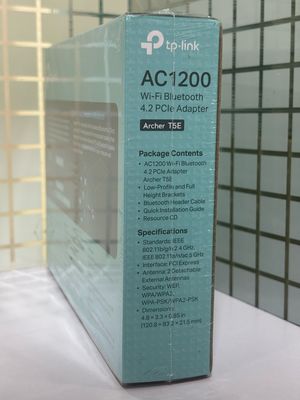 tp-link
AC1200
Wi-Fi Bluetooth
4.2 PCIe Adapter
Archer T5E
Package Contents
• AC1200 Wi-Fi Bluetooth
4.2 PCIe Adapter
Archer T5E
• Low-Profile and Full
Height Brackets
• Bluetooth Header Cable
• Quick Installation Guide
• Resource CD
Specifications
• Standards: IEEE
802.11b/g/n 2.4 GHz,
IEEE 802.11a/n/ac 5 GHz
• Interface: PCI Express
• Antenna: 2 Detachable
External Antennas
• Security: WEP,
WPA/WPA2,
WPA-PSK/WPA2-PSK
• Dimensions:
4.8 × 3.3 × 0.85 in
(120.8 × 83.2 × 21.5 mm)